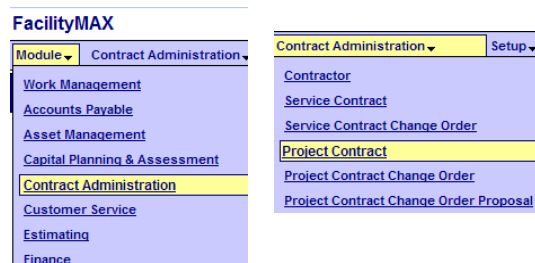 FacilityMAX
Module Contract Administration
Work Management
Accounts Payable
Asset Management
Capital Planning & Assessment
Contract Administration
Customer Service
Estimating
Finance
Contract Administration Setup
Contractor
Service Contract
Service Contract Change Order
Project Contract
Project Contract Change Order
Project Contract Change Order Proposal